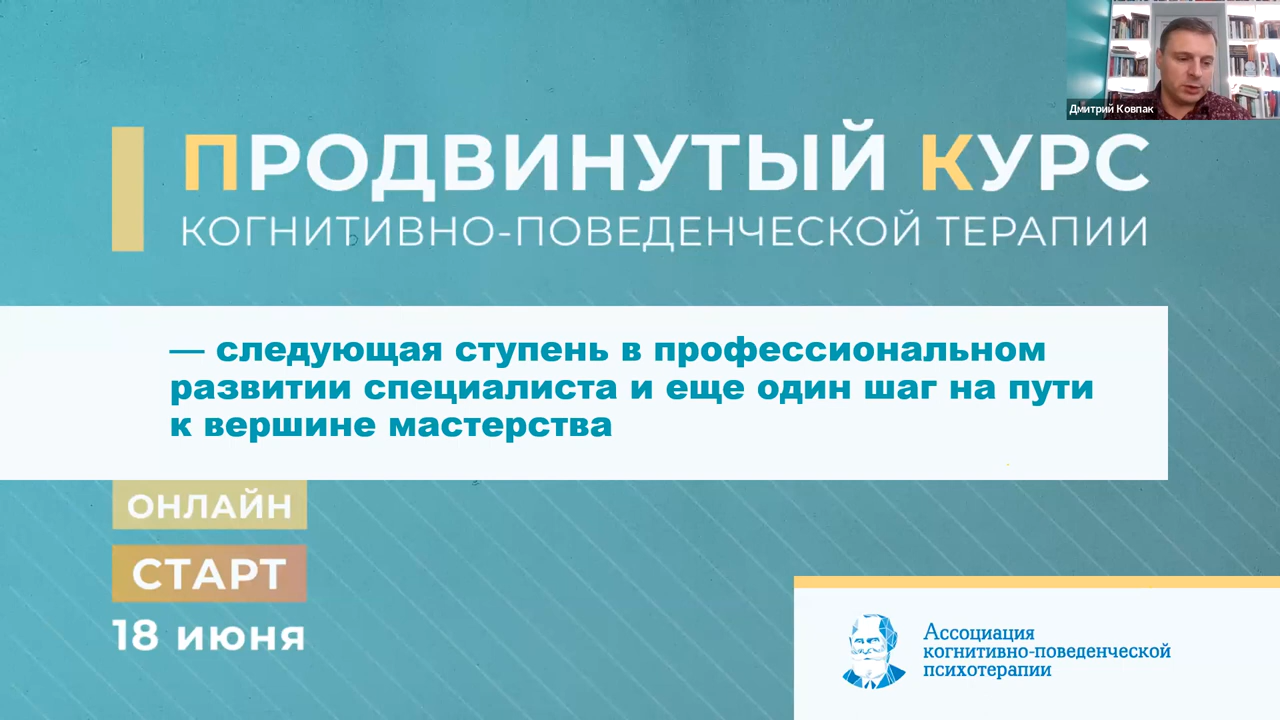 Дмитрий Ковпак
ПРОДВИНУТЫЙ КУРС
КОГНИТИВНО-ПОВЕДЕНЧЕСКОЙ ТЕРАПИИ
— следующая ступень в профессиональном
развитии специалиста и еще один шаг на пути
к вершине мастерства
ОНЛАЙН
СТАРТ
18 июня
Ассоциация
когнитивно-поведенческой
психотерапии